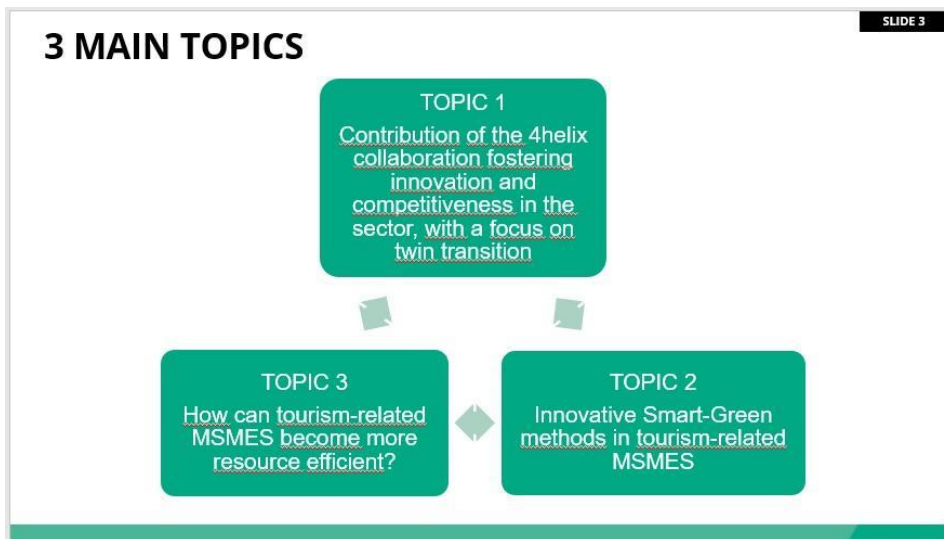 SLIDE 3
3 MAIN TOPICS
TOPIC 1
Contribution of the 4helix
collaboration fostering
innovation and
competitiveness in the
sector, with a focus on
twin transition
TOPIC 3
How can tourism-related
MSMES become more
resource efficient?
TOPIC 2
Innovative Smart-Green
methods in tourism-related
MSMES